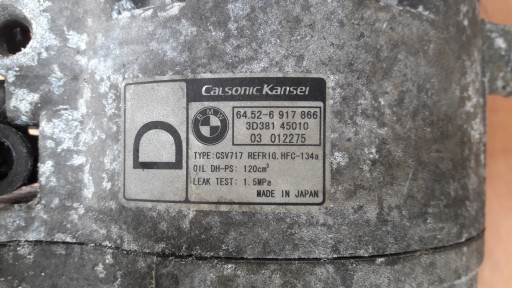 Calsonic Kansei
BMW
64.52-6 917 866
3D381 45010
03 012275
D
TYPE:CSV717 REFRIG.HFC-134a
OIL DH-PS: 120cm³
LEAK TEST: 1.5MPa
MADE IN JAPAN